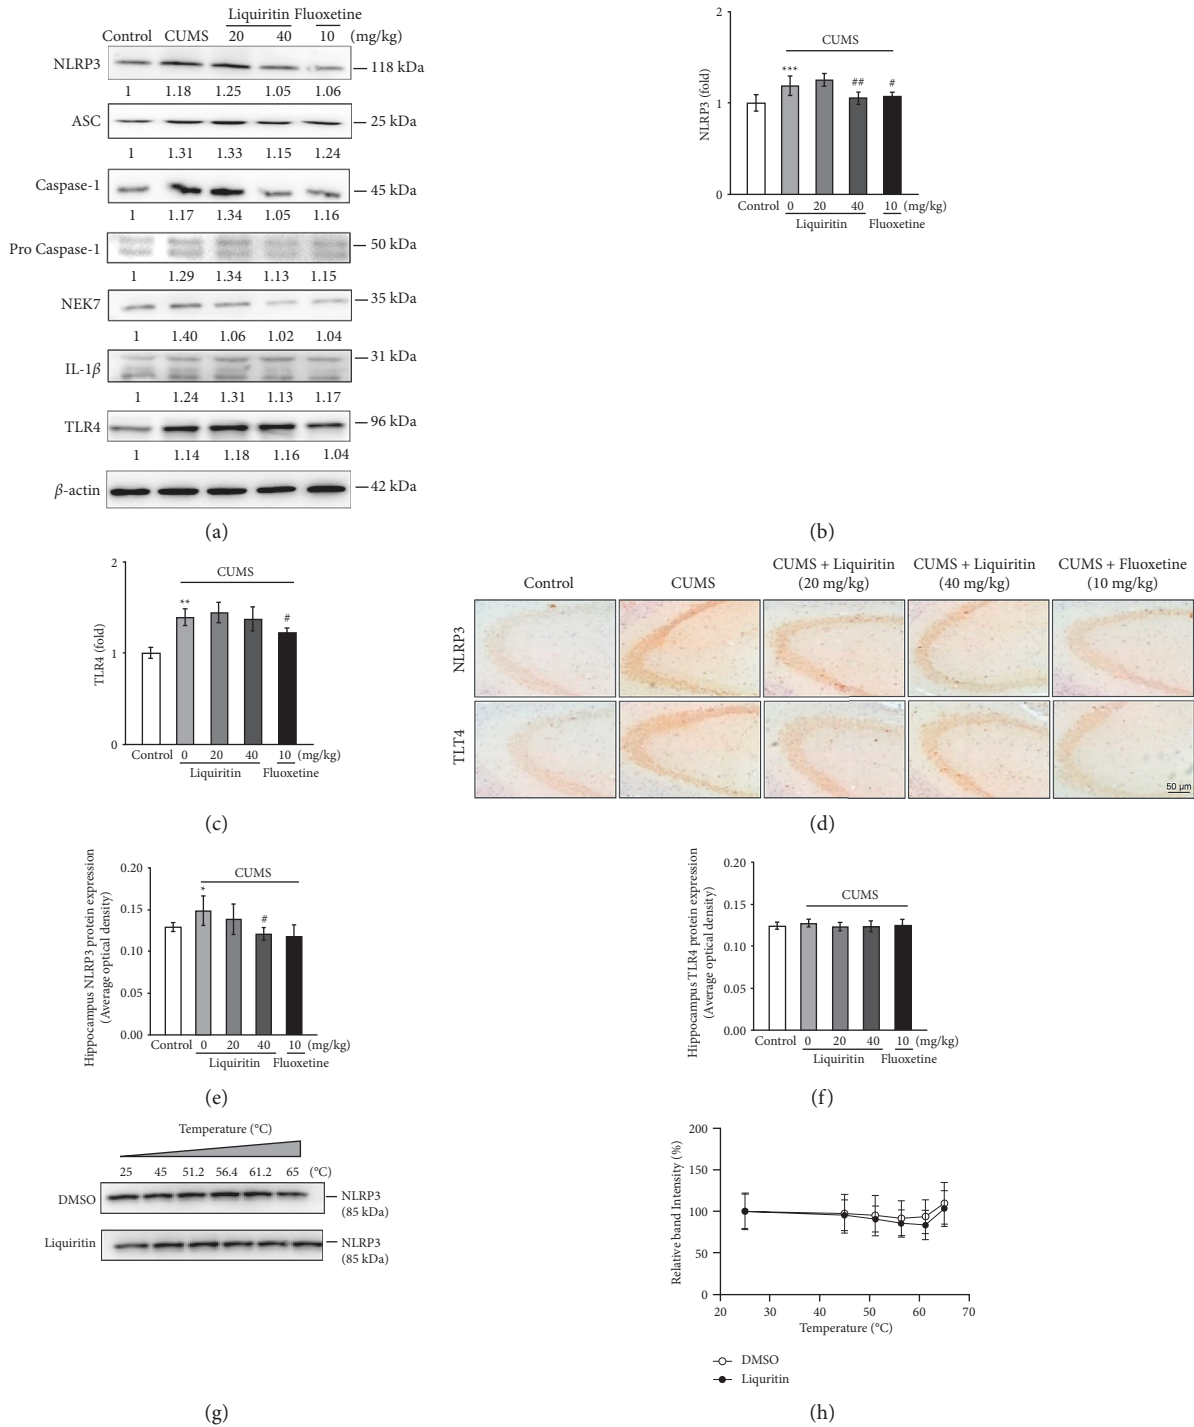 Liquiritin Fluoxetine
Control CUMS 20 40 10 (mg/kg)
NLRP3 118 kDa
1 1.18 1.25 1.05 1.06
ASC 25 kDa
1 1.31 1.33 1.15 1.24
Caspase-1 45 kDa
1 1.17 1.34 1.05 1.16
Pro Caspase-1 50 kDa
1 1.29 1.34 1.13 1.15
NEK7 35 kDa
1 1.40 1.06 1.02 1.04
IL-1β 31 kDa
1 1.24 1.31 1.13 1.17
TLR4 96 kDa
1 1.14 1.18 1.16 1.04
β-actin 42 kDa
(a)
NLRP3 (fold)
2
1
0
CUMS
*** ## #
Control 0 20 40 10 (mg/kg)
Liquiritin Fluoxetine
(b)
TLR4 (fold)
2
1
0
CUMS
** #
Control 0 20 40 10 (mg/kg)
Liquiritin Fluoxetine
(c)
Control CUMS CUMS + Liquiritin (20 mg/kg) CUMS + Liquiritin (40 mg/kg) CUMS + Fluoxetine (10 mg/kg)
NLRP3
TLT4
50 μm
(d)
Hippocampus NLRP3 protein expression
(Average optical density)
0.20
0.15
0.10
0.05
0.00
CUMS
* #
Control 0 20 40 10 (mg/kg)
Liquiritin Fluoxetine
(e)
Hippocampus TLR4 protein expression
(Average optical density)
0.20
0.15
0.10
0.05
0.00
CUMS
Control 0 20 40 10 (mg/kg)
Liquiritin Fluoxetine
(f)
Temperature (°C)
25 45 51.2 56.4 61.2 65 (°C)
DMSO NLRP3
(85 kDa)
Liquiritin NLRP3
(85 kDa)
(g)
Relative band Intensity (%)
200
150
100
50
0
20 30 40 50 60 70
Temperature (°C)
DMSO
Liquritin
(h)